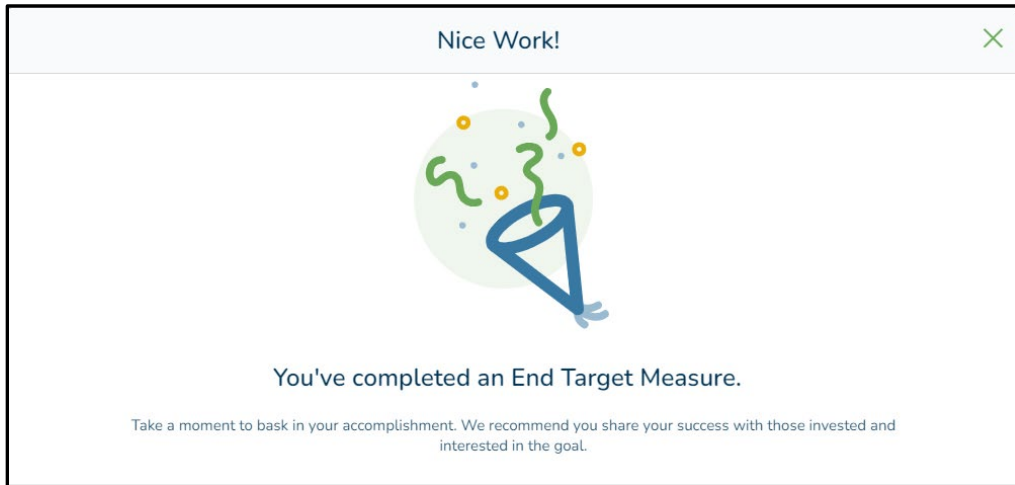 Nice Work!
You've completed an End Target Measure.
Take a moment to bask in your accomplishment. We recommend you share your success with those invested and
interested in the goal.